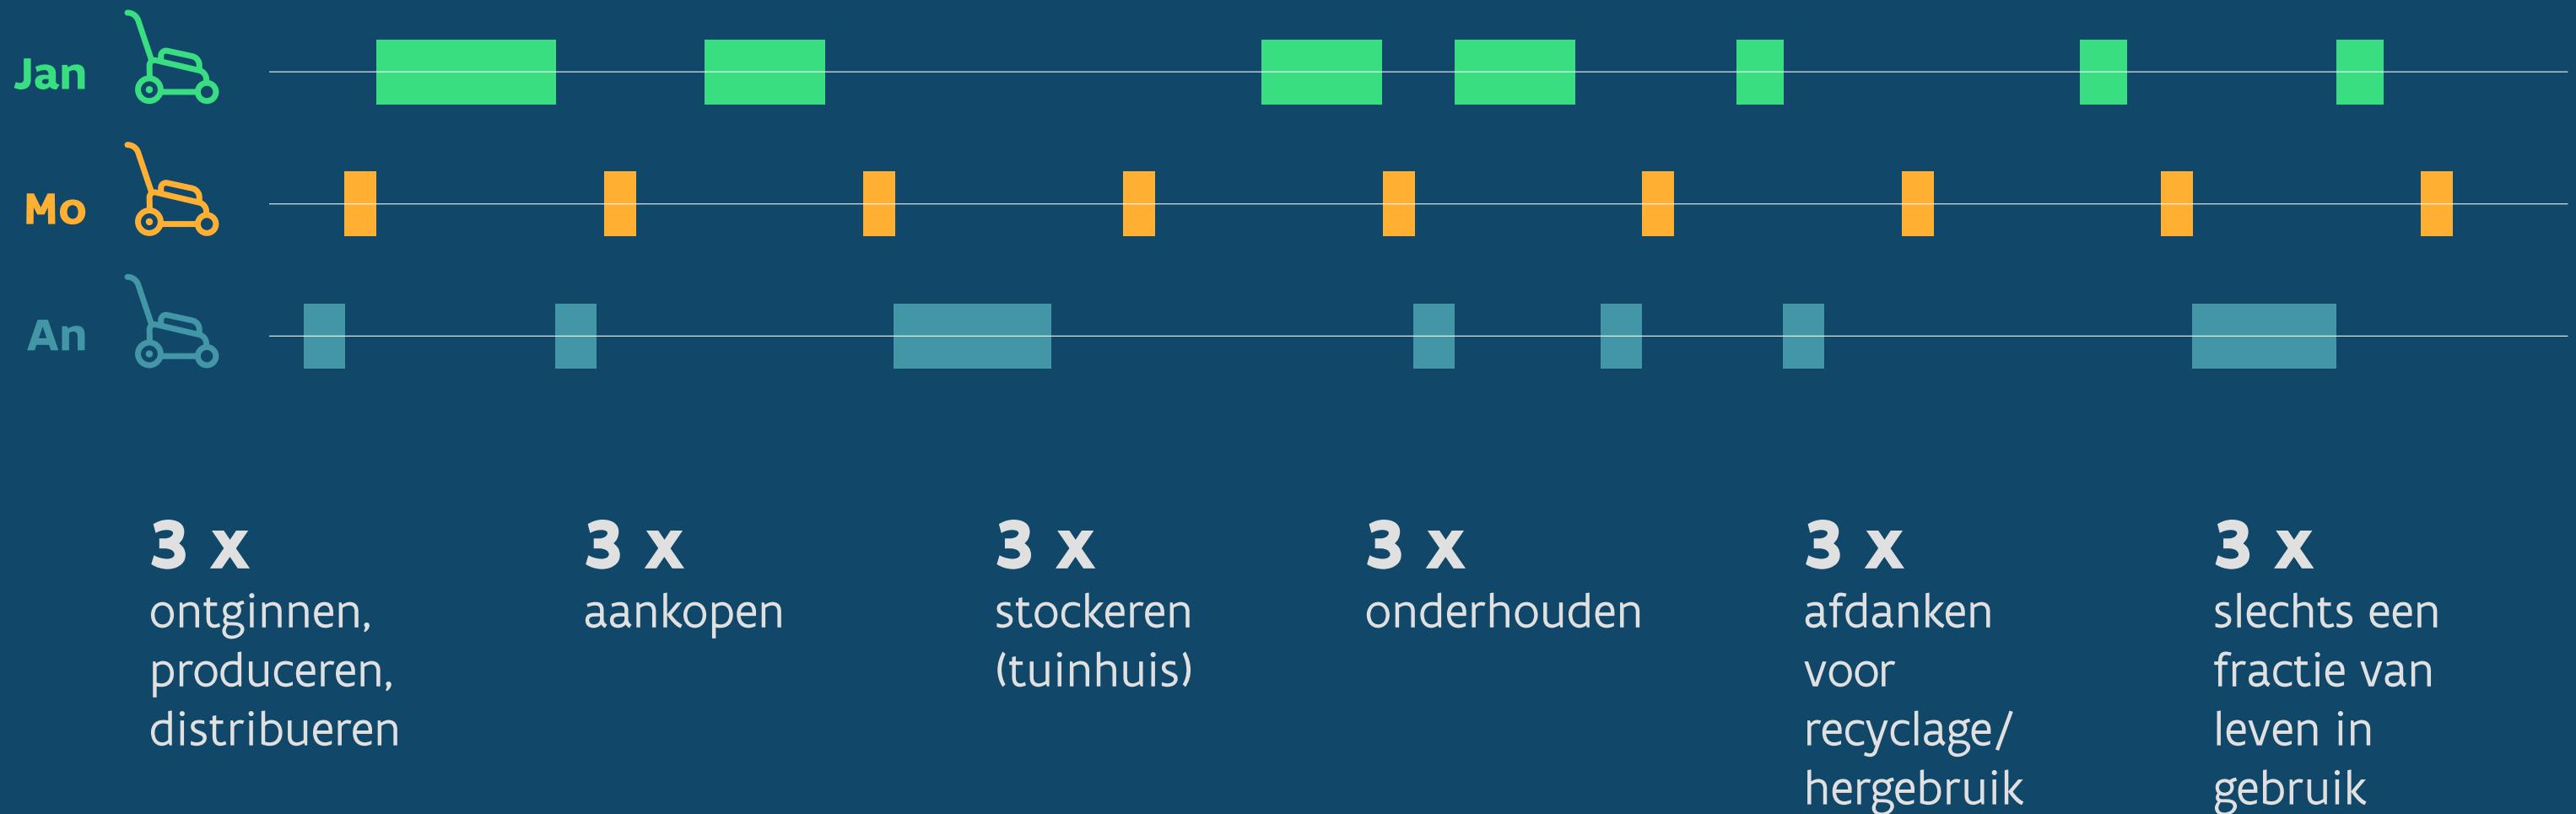 Jan
Mo
An
3 x
ontginnen,
produceren,
distribueren
3 x
aankopen
3 x
stockeren
(tuinhuis)
3 x
onderhouden
3 x
afdanken
voor
recyclage/
hergebruik
3 x
slechts een
fractie van
leven in
gebruik